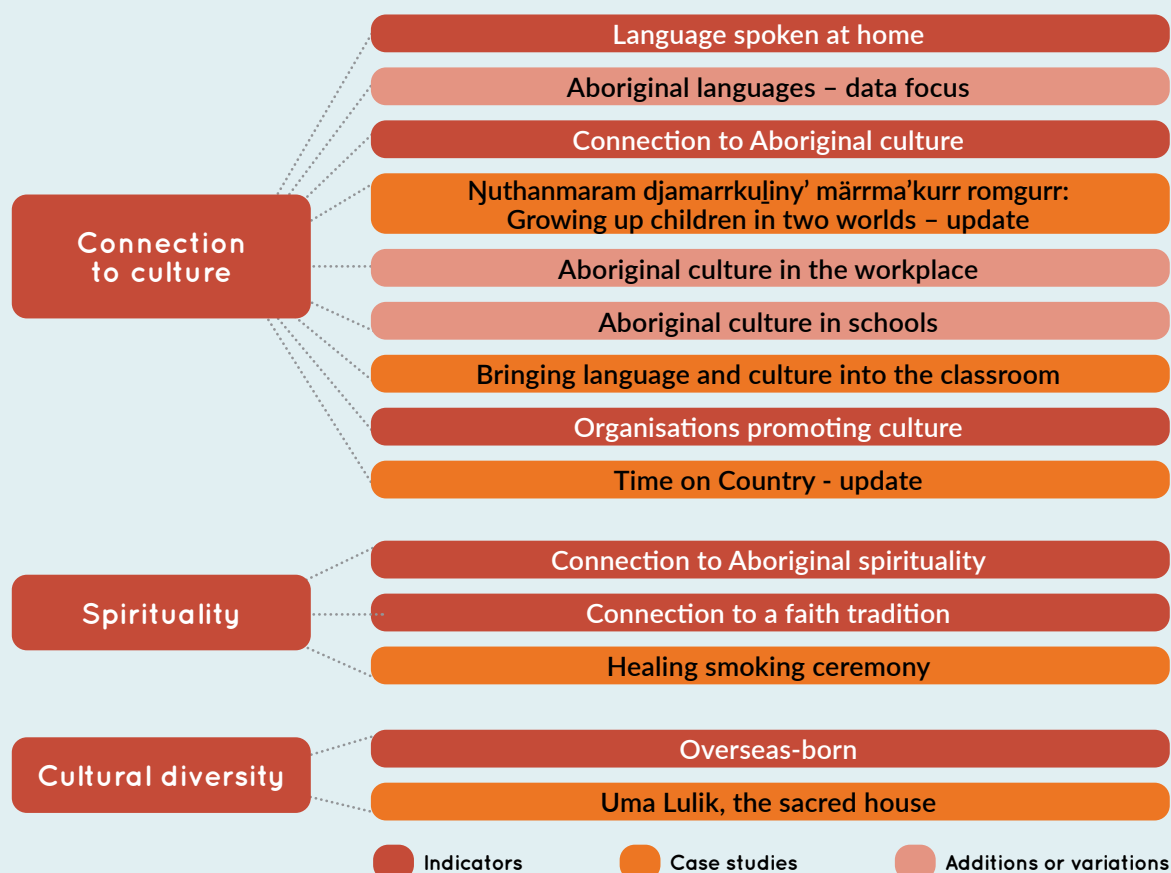 Connection
to culture
Language spoken at home
Aboriginal languages – data focus
Connection to Aboriginal culture
Ŋuthanmaram djamarrkuḻiny’ märrma’kurr romgurr:
Growing up children in two worlds – update
Aboriginal culture in the workplace
Aboriginal culture in schools
Bringing language and culture into the classroom
Organisations promoting culture
Time on Country - update
Spirituality
Connection to Aboriginal spirituality
Connection to a faith tradition
Healing smoking ceremony
Cultural diversity
Overseas-born
Uma Lulik, the sacred house
Indicators
Case studies
Additions or variations